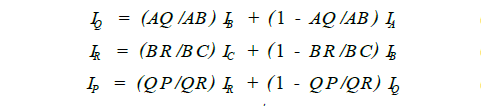 I_Q = (AQ/AB) I_B + (1 - AQ/AB) I_A
I_R = (BR/BC) I_C + (1 - BR/BC) I_B
I_P = (QP/QR) I_R + (1 - QP/QR) I_Q